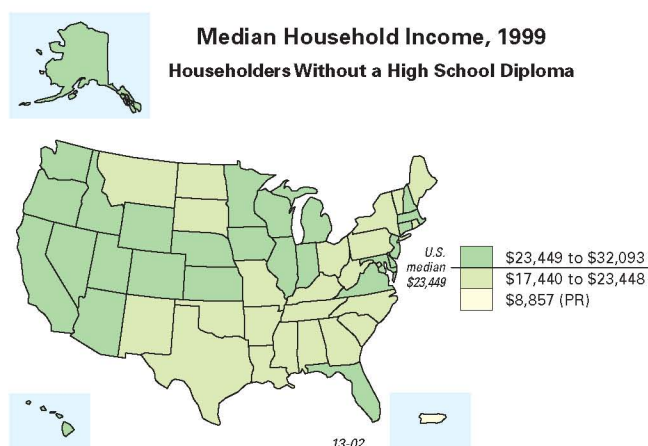 Median Household Income, 1999
Householders Without a High School Diploma
U.S.
median
$23,449
$23,449 to $32,093
$17,440 to $23,448
$8,857 (PR)
13-02